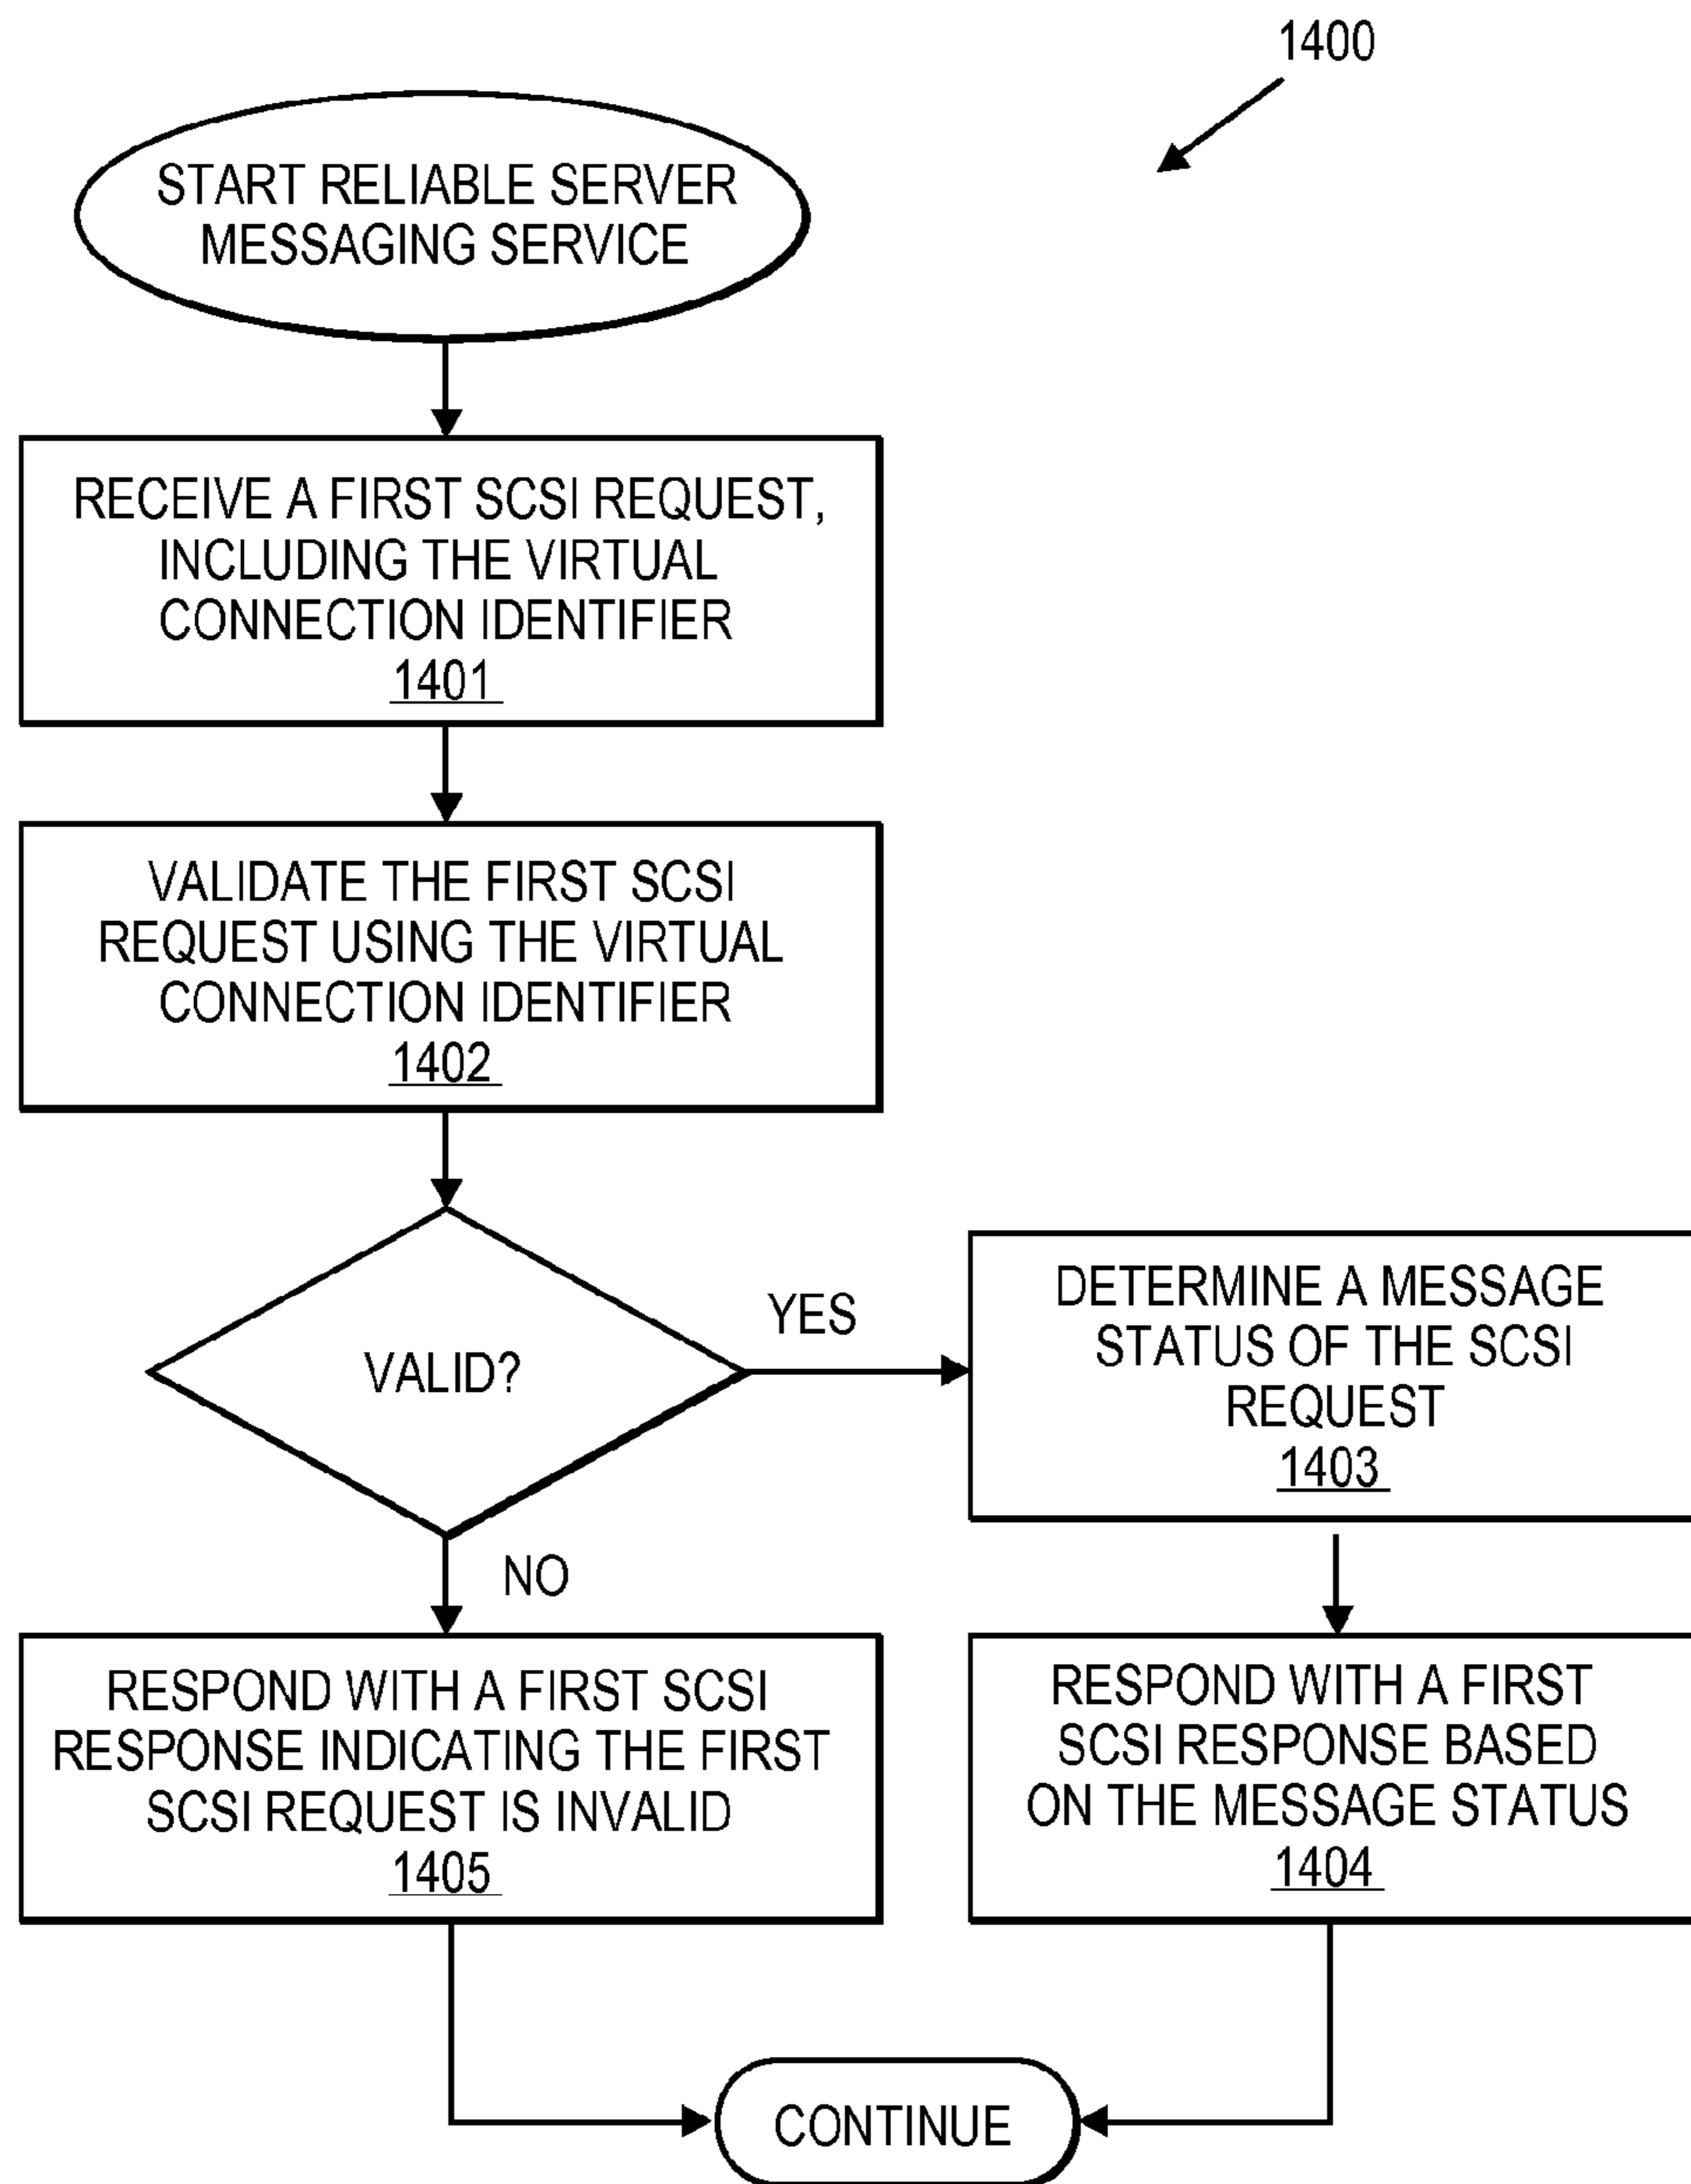 1400
START RELIABLE SERVER
MESSAGING SERVICE
RECEIVE A FIRST SCSI REQUEST,
INCLUDING THE VIRTUAL
CONNECTION IDENTIFIER
1401
VALIDATE THE FIRST SCSI
REQUEST USING THE VIRTUAL
CONNECTION IDENTIFIER
1402
VALID?
YES
DETERMINE A MESSAGE
STATUS OF THE SCSI
REQUEST
1403
NO
RESPOND WITH A FIRST SCSI
RESPONSE INDICATING THE FIRST
SCSI REQUEST IS INVALID
1405
RESPOND WITH A FIRST
SCSI RESPONSE BASED
ON THE MESSAGE STATUS
1404
CONTINUE